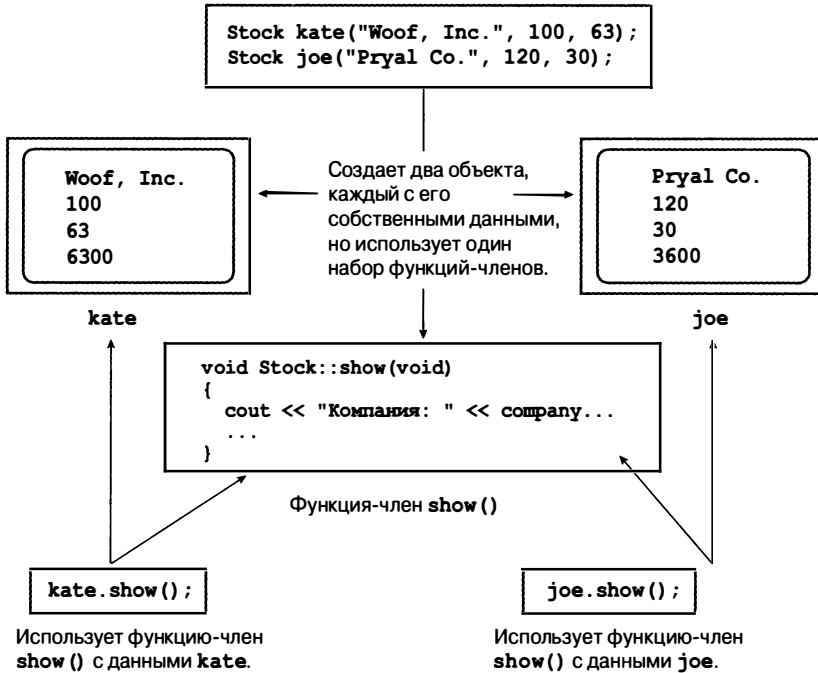 Stock kate("Woof, Inc.", 100, 63);
Stock joe("Pryal Co.", 120, 30);
Woof, Inc.
100
63
6300
kate
Создает два объекта,
каждый с его
собственными данными,
но использует один
набор функций-членов.
Pryal Co.
120
30
3600
joe
void Stock::show(void)
{
cout << "Компания: " << company...
...
}
Функция-член show()
kate.show();
Использует функцию-член
show() с данными kate.
joe.show();
Использует функцию-член
show() с данными joe.